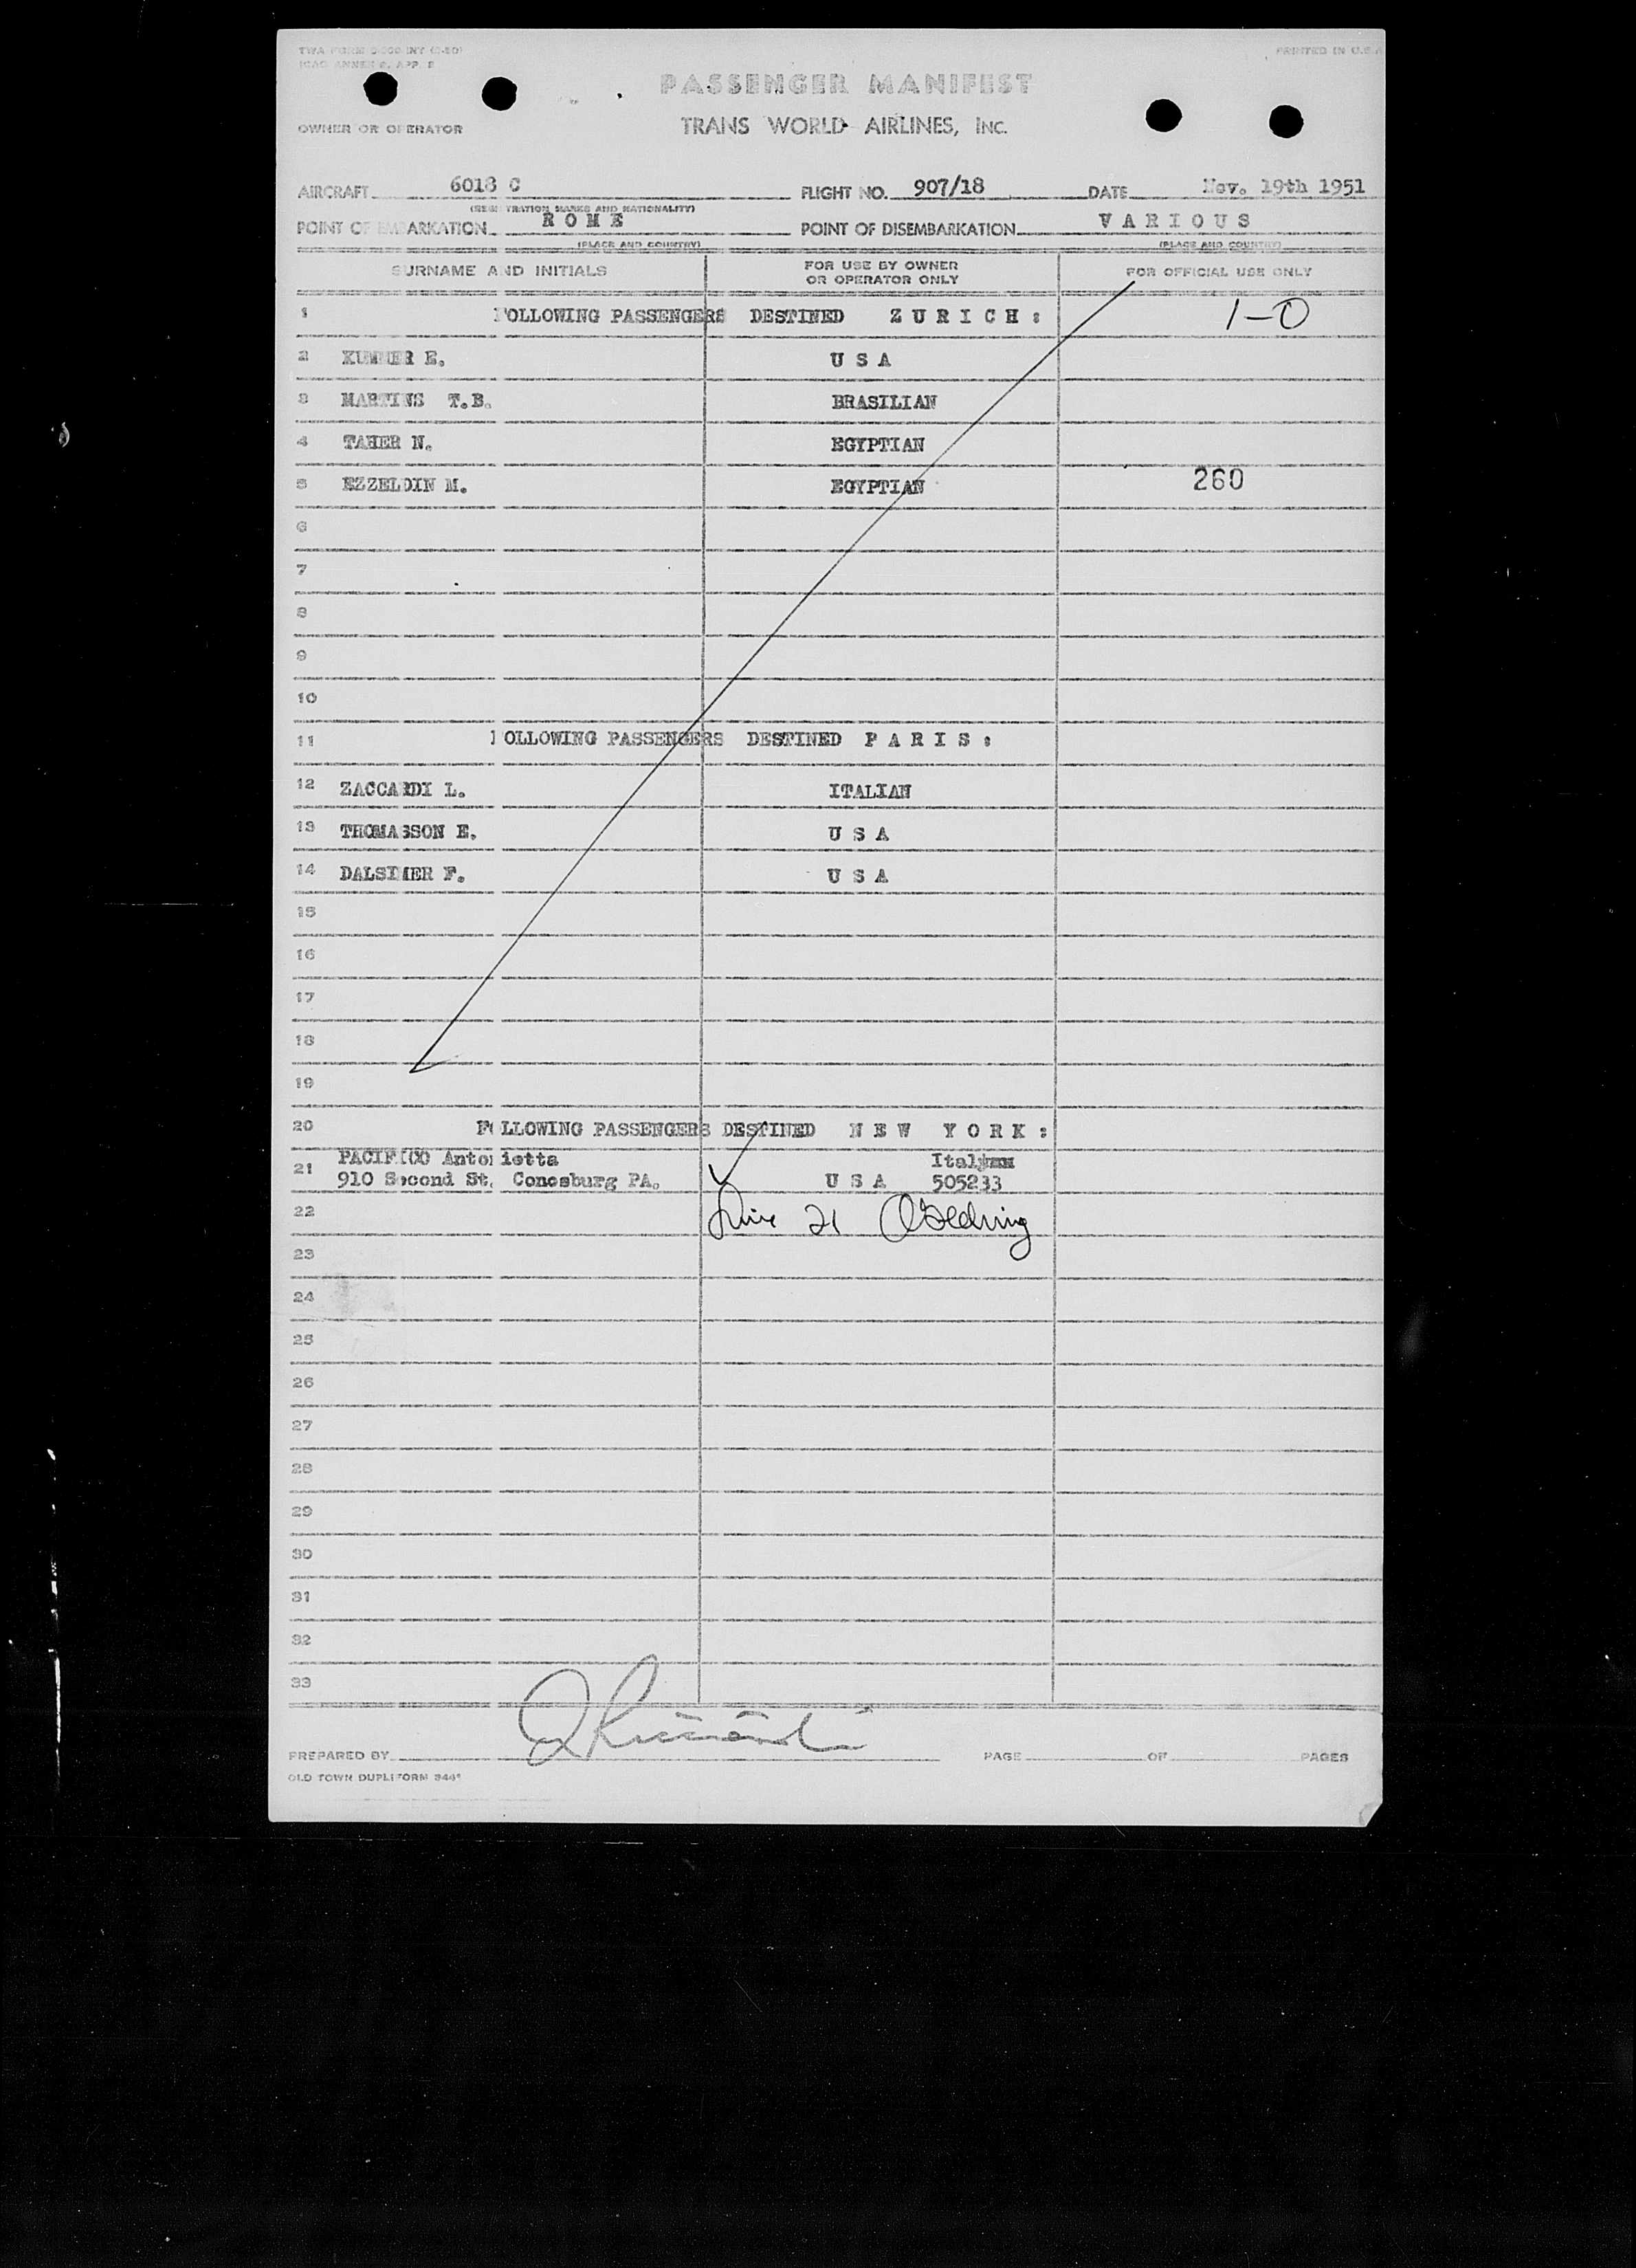 PRINTED IN U.S.A
PASSENGER MANIFEST
OWNER OR OPERATOR
TRANS WORLD AIRLINES, INC.
AIRCRAFT 6018 C FLIGHT NO. 907/18 DATE Nov. 19th 1951
(REGISTRATION MARKS AND NATIONALITY)
POINT OF EMBARKATION ROME POINT OF DISEMBARKATION VARIOUS
(PLACE AND COUNTRY) (PLACE AND COUNTRY)
SURNAME AND INITIALS FOR USE BY OWNER OR OPERATOR ONLY FOR OFFICIAL USE ONLY
1 FOLLOWING PASSENGERS DESTINED ZURICH: 1-0
2 E. USA
3 MARTINS T.B. BRASILIAN
4 TAHER N. EGYPTIAN
5 EZZELDIN M. EGYPTIAN 260
6
7
8
9
10
11 FOLLOWING PASSENGERS DESTINED PARIS:
12 ZACCARDI L. ITALIAN
13 THOMASSON E. USA
14 DALSIMER F. USA
15
16
17
18
19
20 FOLLOWING PASSENGERS DESTINED NEW YORK:
21 PACIFICO Antonietta
910 Second St. Conosburg PA. USA 505233
22 21
23
24
25
26
27
28
29
30
31
32
33
PREPARED BY PAGE OF PAGES
OLD TOWN DUPLIFORM